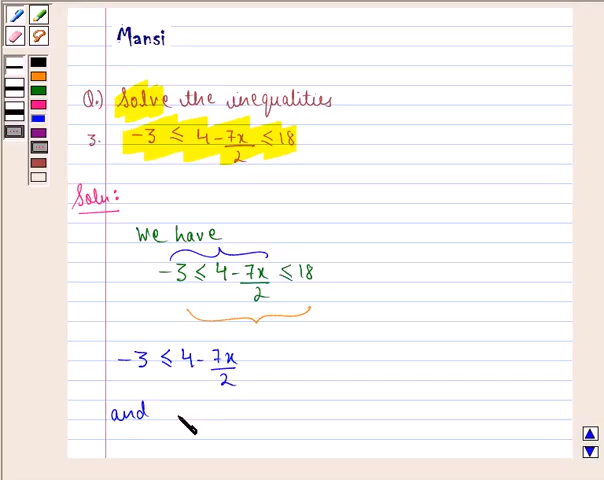 Mansi
Q.) Solve the inequalities
3. -3 ≤ 4 - 7x/2 ≤ 18
Solu:
We have
-3 ≤ 4 - 7x/2 ≤ 18
-3 ≤ 4 - 7x/2
and